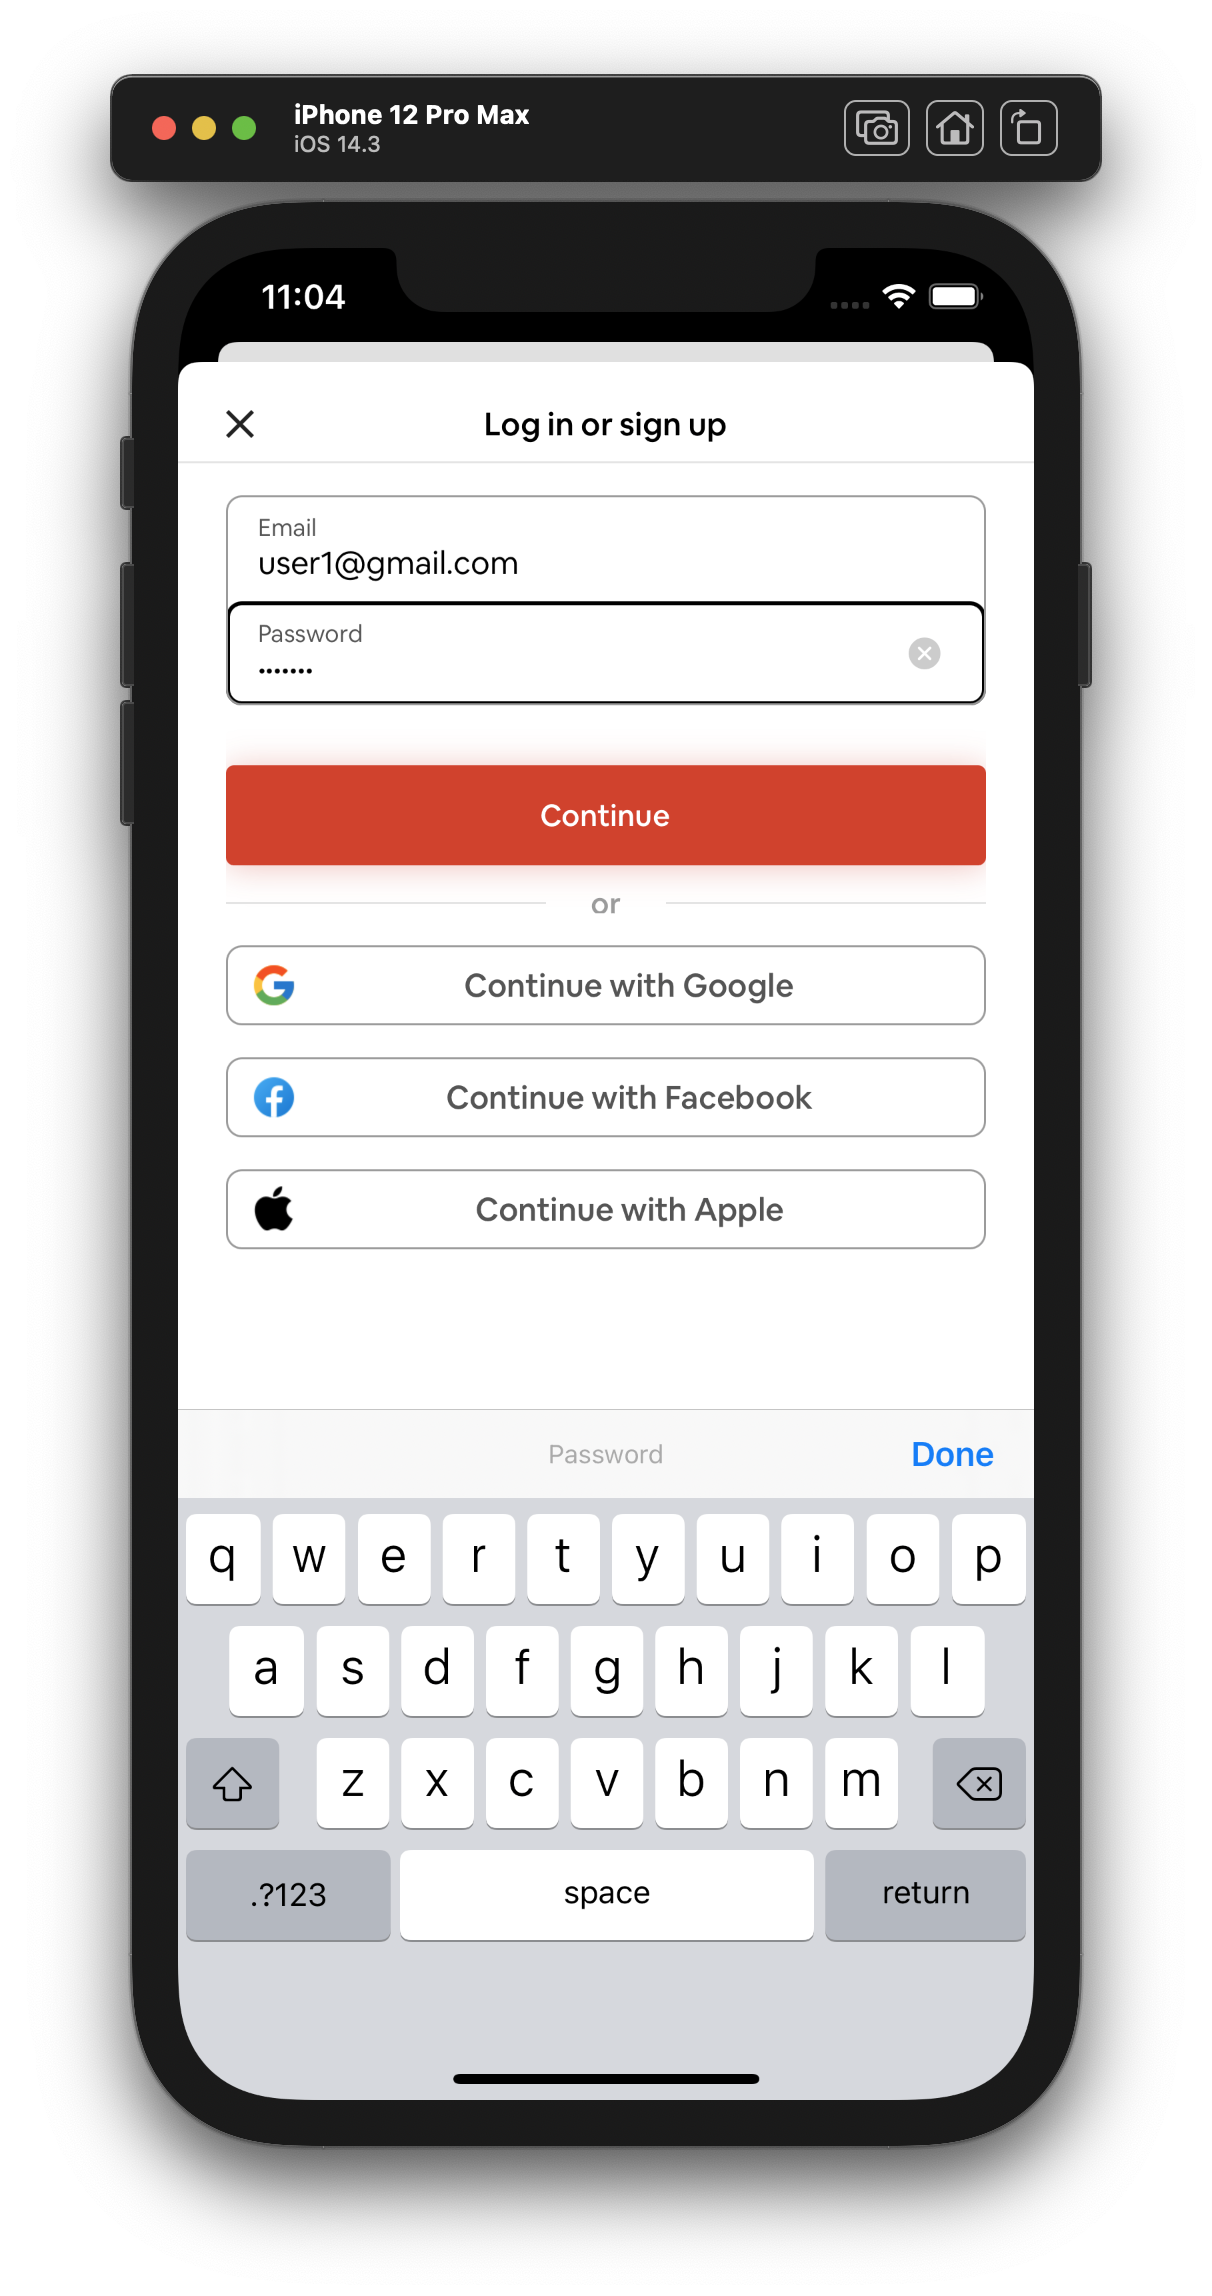 iPhone 12 Pro Max
iOS 14.3
11:04
Log in or sign up
Email
user1@gmail.com
Password
•••••••
Continue
or
Continue with Google
Continue with Facebook
Continue with Apple
Password
Done
q w e r t y u i o p
a s d f g h j k l
z x c v b n m
.?123 space return